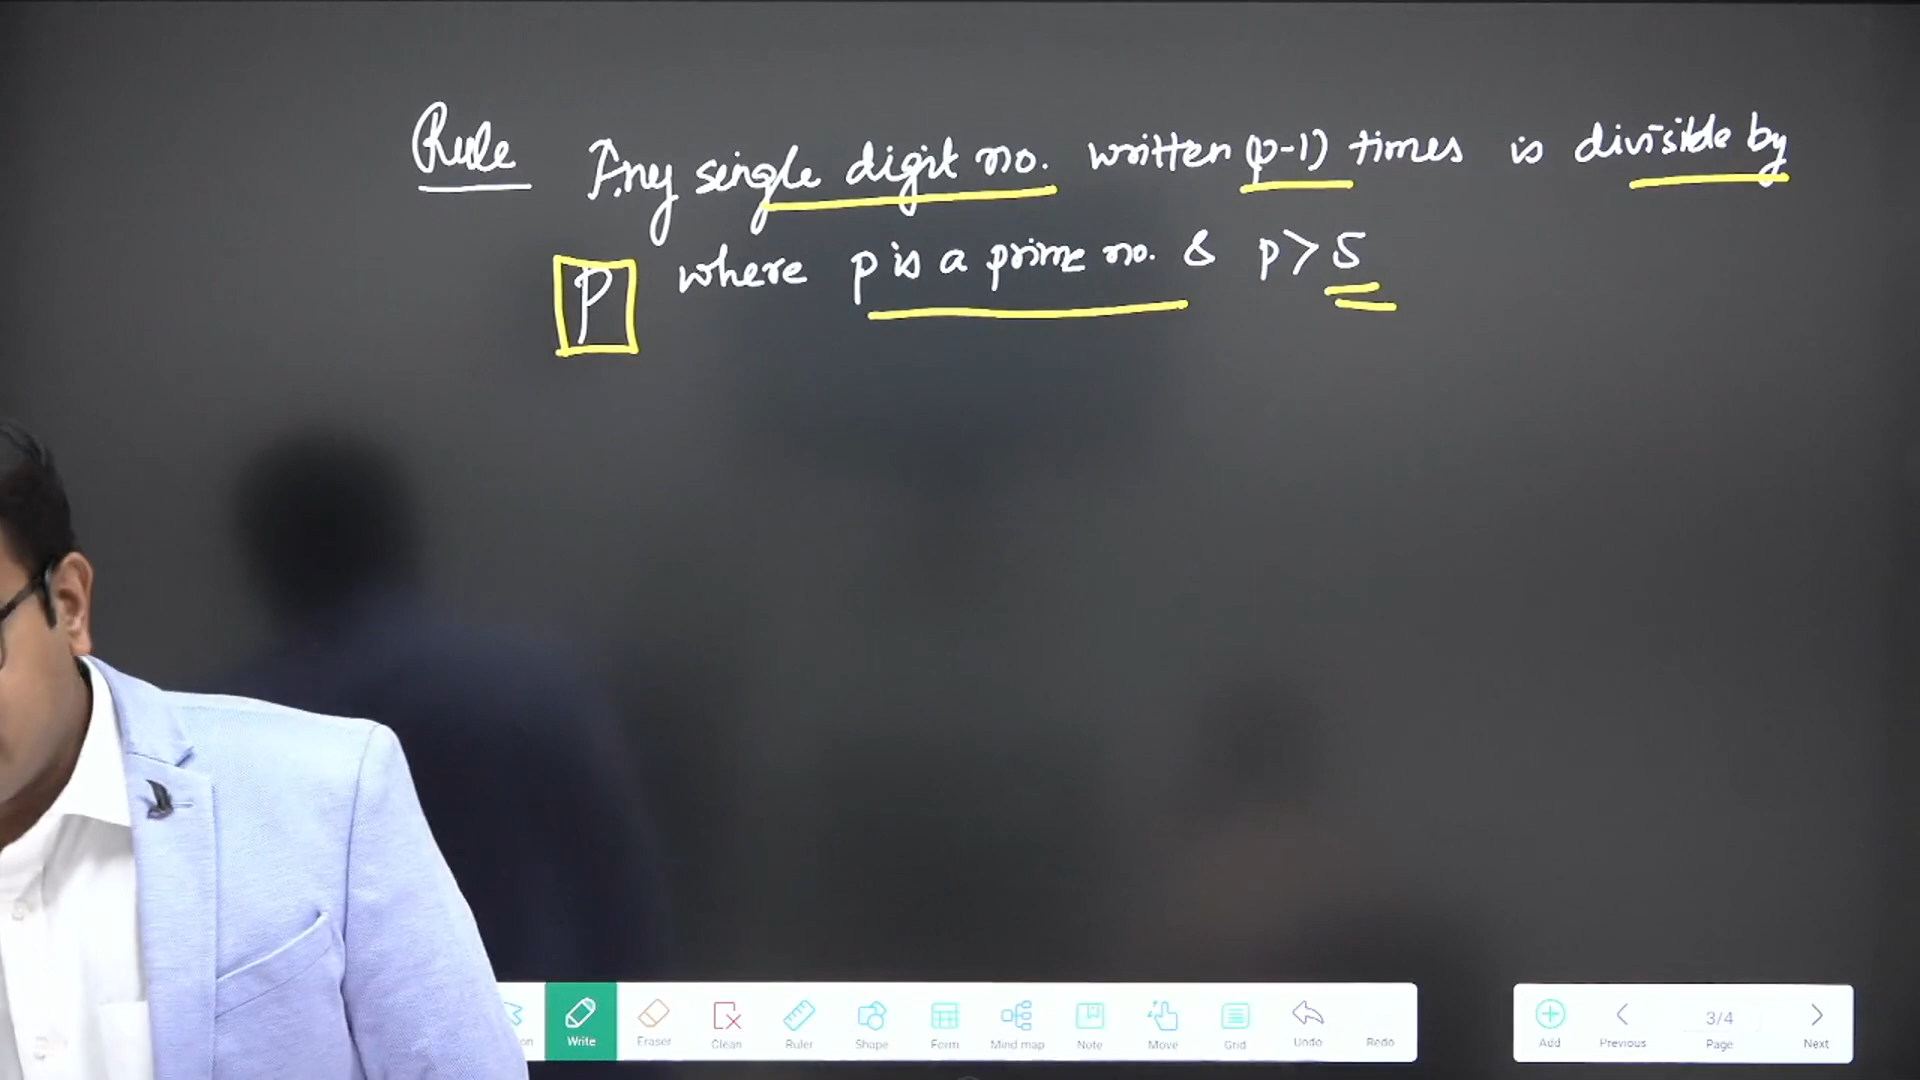 Rule Any single digit no. written (p-1) times is divisible by
P where p is a prime no. & p > 5
Write Eraser Clean Ruler Shape Form Mind map Note Move Grid Undo Redo
Add Previous 3/4 Page Next